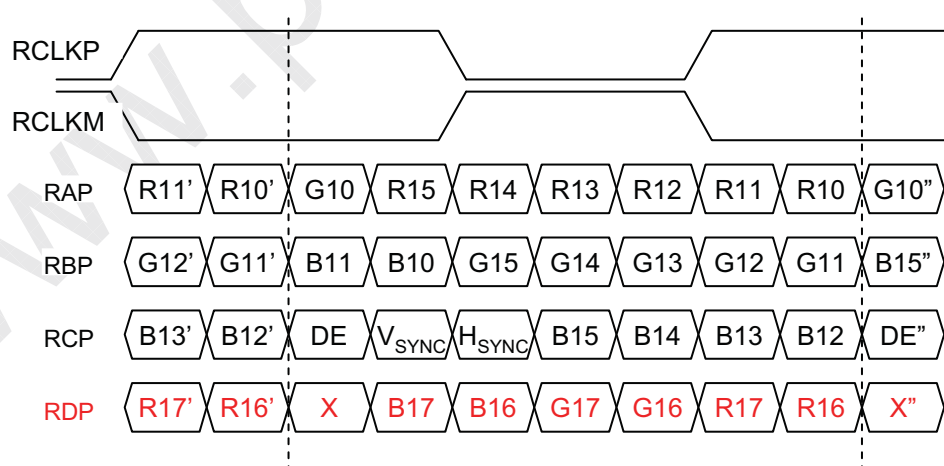 RCLKP
RCLKM
RAP R11' R10' G10 R15 R14 R13 R12 R11 R10 G10"
RBP G12' G11' B11 B10 G15 G14 G13 G12 G11 B15"
RCP B13' B12' DE VSYNC HSYNC B15 B14 B13 B12 DE"
RDP R17' R16' X B17 B16 G17 G16 R17 R16 X"